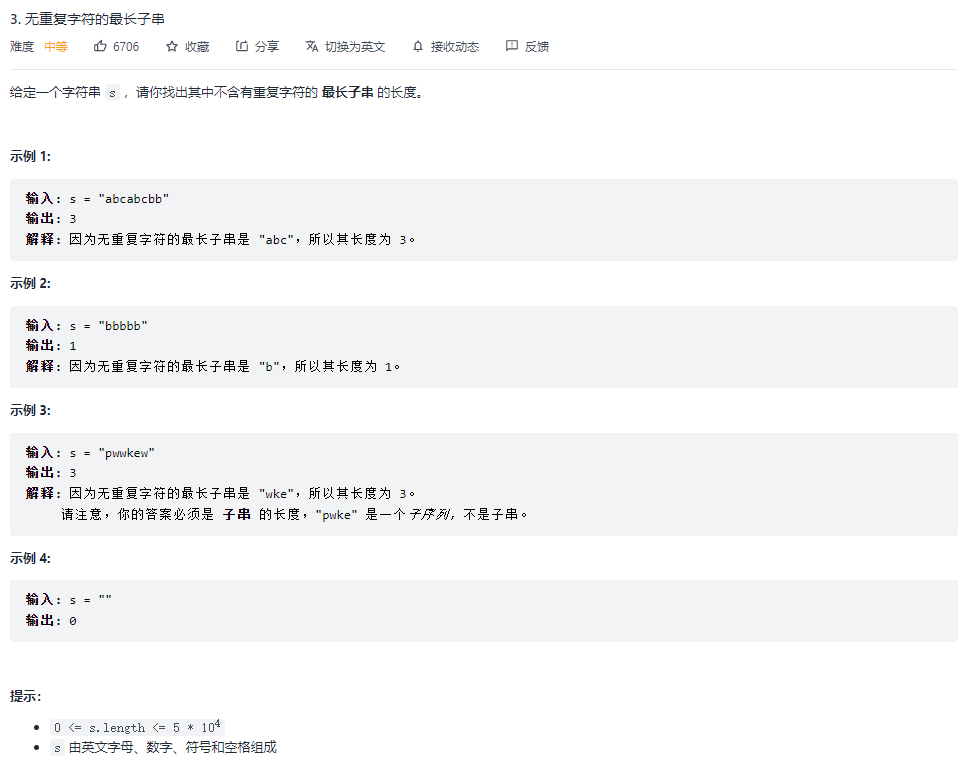 3. 无重复字符的最长子串
难度 中等 6706 收藏 分享 切换为英文 接收动态 反馈
给定一个字符串 s ，请你找出其中不含有重复字符的 最长子串 的长度。
示例 1:
输入: s = "abcabcbb"
输出: 3
解释: 因为无重复字符的最长子串是 "abc"，所以其长度为 3。
示例 2:
输入: s = "bbbbb"
输出: 1
解释: 因为无重复字符的最长子串是 "b"，所以其长度为 1。
示例 3:
输入: s = "pwwkew"
输出: 3
解释: 因为无重复字符的最长子串是 "wke"，所以其长度为 3。
请注意，你的答案必须是 子串 的长度，"pwke" 是一个子序列，不是子串。
示例 4:
输入: s = ""
输出: 0
提示：
0 <= s.length <= 5 * 10⁴
s 由英文字母、数字、符号和空格组成